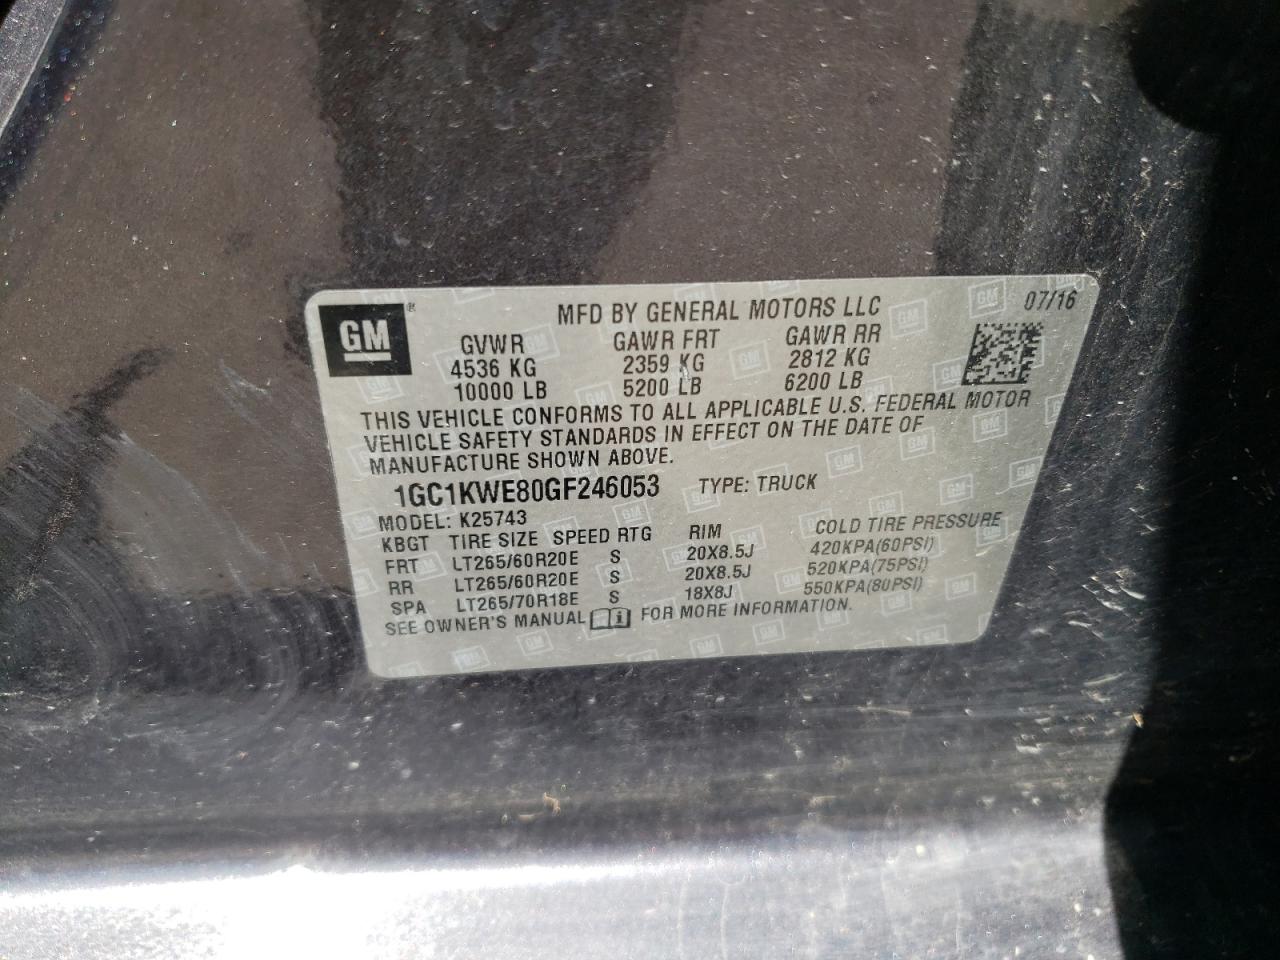 GM ® MFD BY GENERAL MOTORS LLC 07/16
GVWR GAWR FRT GAWR RR
4536 KG 2359 KG 2812 KG
10000 LB 5200 LB 6200 LB
THIS VEHICLE CONFORMS TO ALL APPLICABLE U.S. FEDERAL MOTOR
VEHICLE SAFETY STANDARDS IN EFFECT ON THE DATE OF
MANUFACTURE SHOWN ABOVE.
1GC1KWE80GF246053 TYPE: TRUCK
MODEL: K25743
KBGT TIRE SIZE SPEED RTG RIM COLD TIRE PRESSURE
FRT LT265/60R20E S 20X8.5J 420KPA(60PSI)
RR LT265/60R20E S 20X8.5J 520KPA(75PSI)
SPA LT265/70R18E S 18X8J 550KPA(80PSI)
SEE OWNER'S MANUAL FOR MORE INFORMATION.